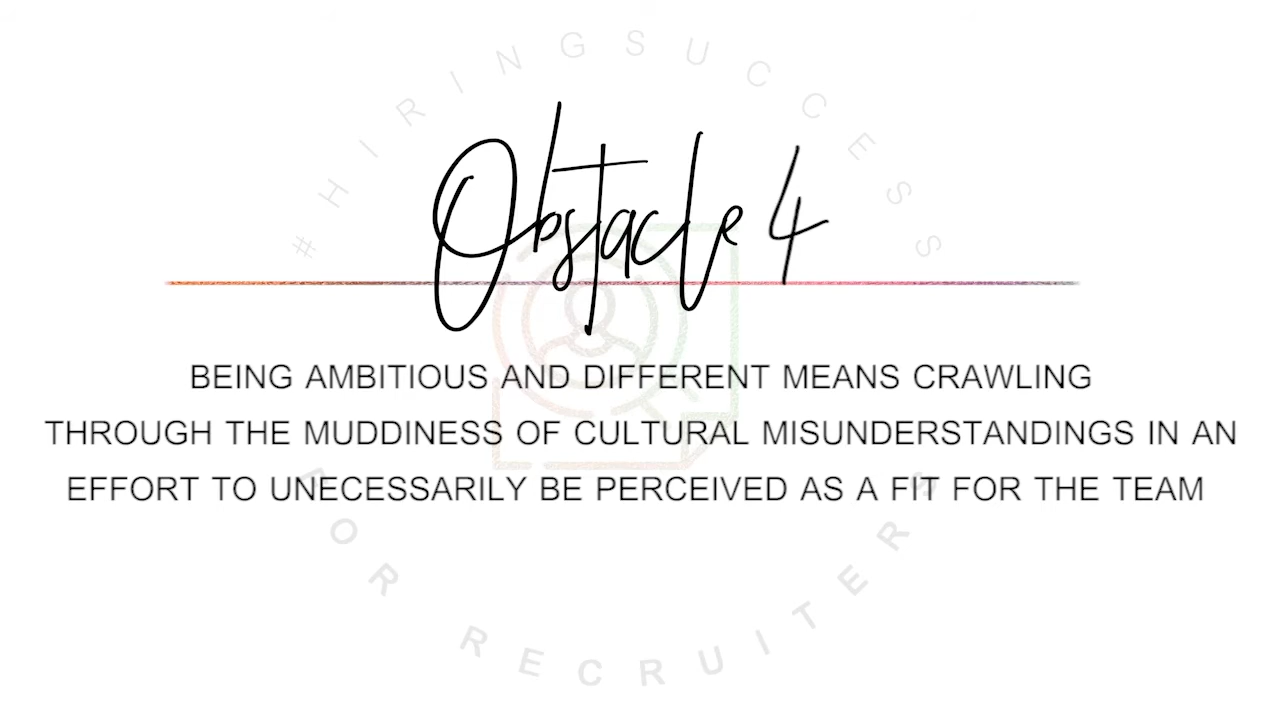 #HIRINGSUCCESS
Obstacle 4
BEING AMBITIOUS AND DIFFERENT MEANS CRAWLING
THROUGH THE MUDDINESS OF CULTURAL MISUNDERSTANDINGS IN AN
EFFORT TO UNECESSARILY BE PERCEIVED AS A FIT FOR THE TEAM
FOR RECRUITERS